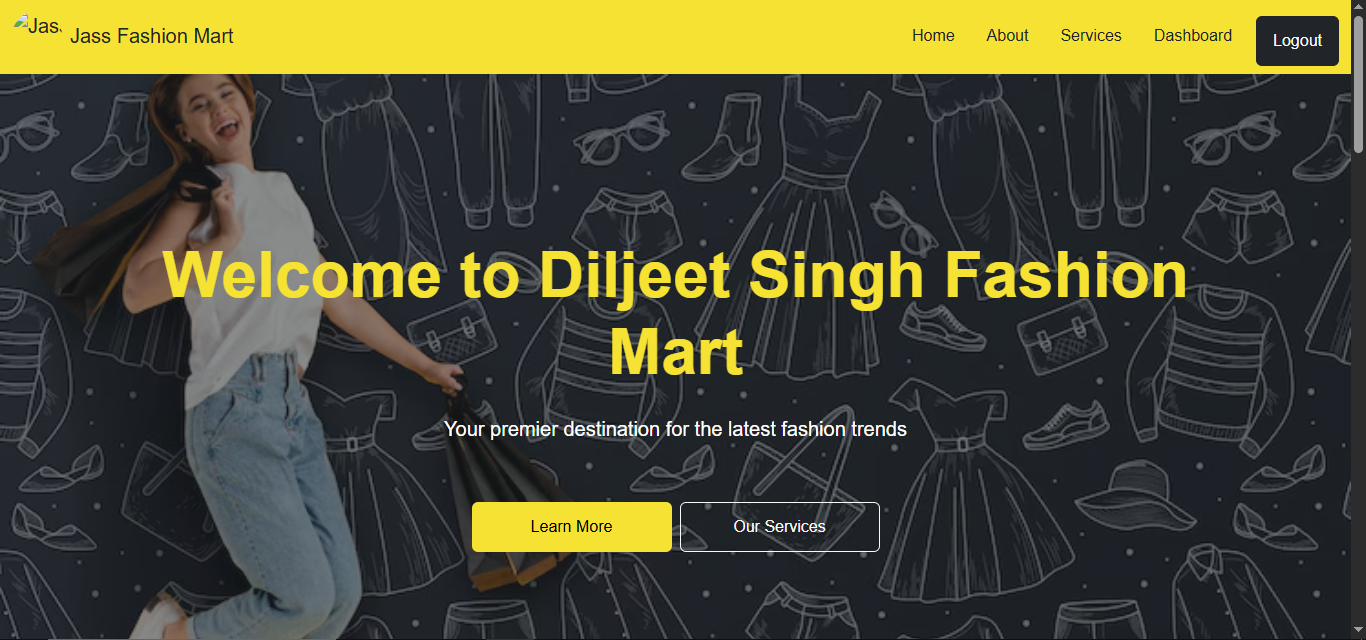 Jas
Jass Fashion Mart
Home
About
Services
Dashboard
Logout
Welcome to Diljeet Singh Fashion
Mart
Your premier destination for the latest fashion trends
Learn More
Our Services